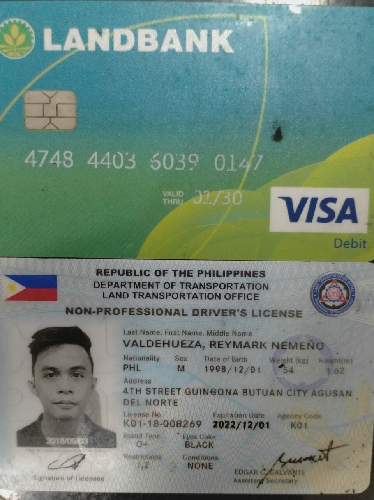 LANDBANK
4748 4403 6039 0147
VALID THRU 01/30
VISA
Debit
REPUBLIC OF THE PHILIPPINES
DEPARTMENT OF TRANSPORTATION
LAND TRANSPORTATION OFFICE
NON-PROFESSIONAL DRIVER'S LICENSE
Last Name, First Name, Middle Name
VALDEHUEZA, REYMARK NEMEÑO
Nationality Sex Date of Birth Weight (kg) Height(m)
PHL M 1998/12/01 54 1.62
Address
4TH STREET GUINGONA BUTUAN CITY AGUSAN
DEL NORTE
License No. Expiration Date Agency Code
K01-18-008269 2022/12/01 K01
Blood Type Eyes Color
O+ BLACK
Restrictions Conditions
1,2 NONE
Signature of Licensee
EDGAR C. GALVANTE
Assistant Secretary